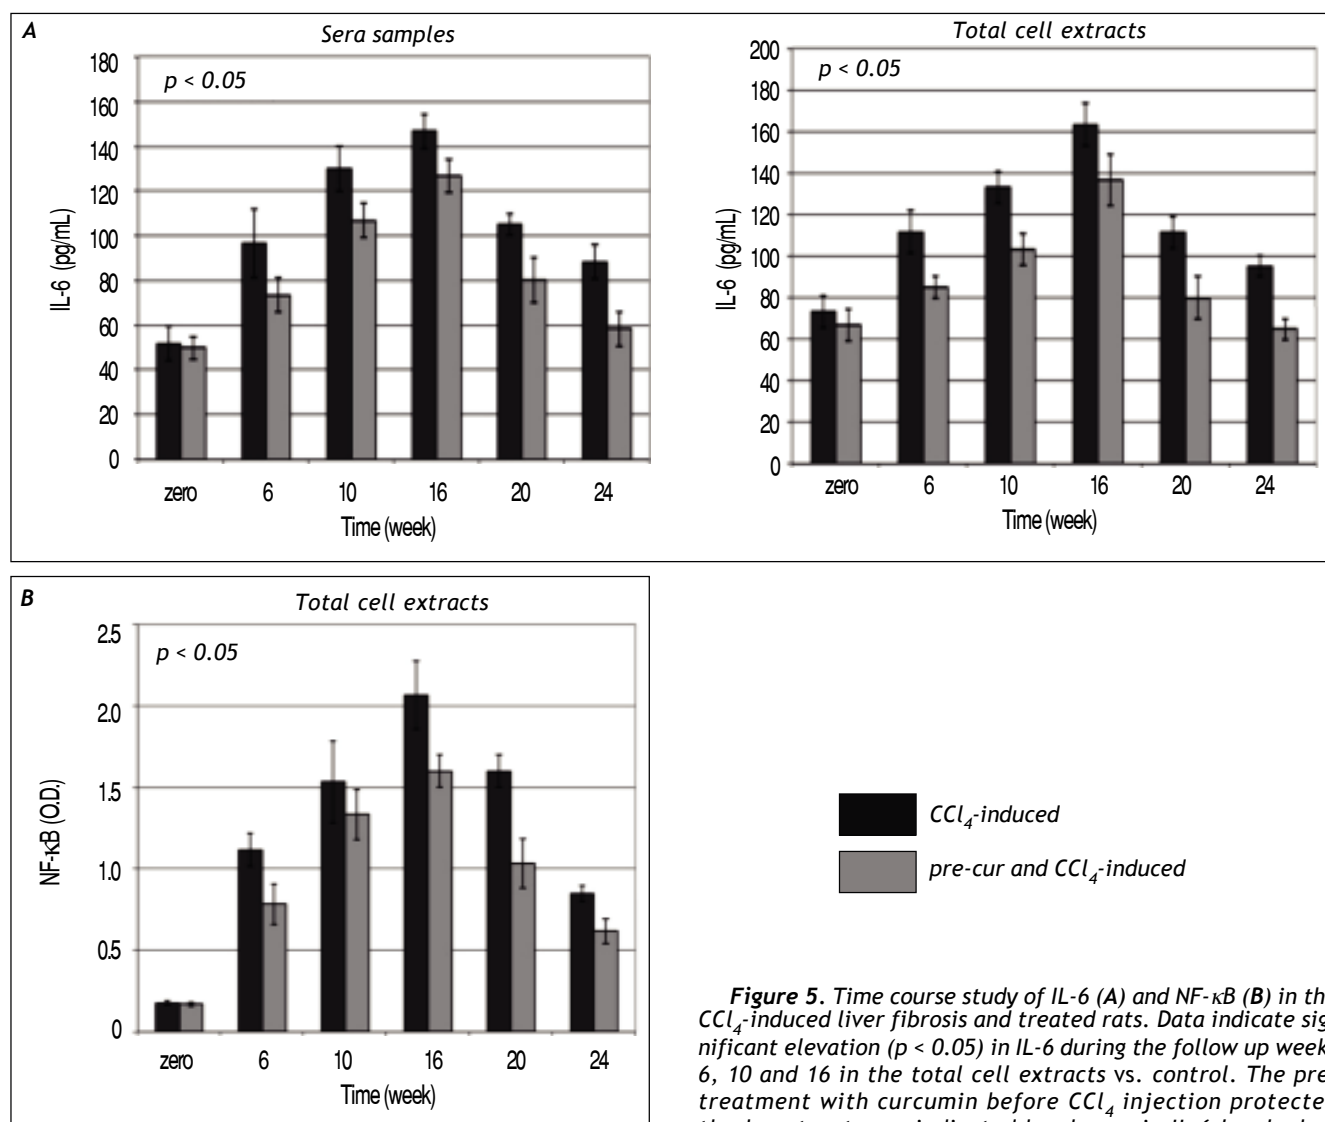 A
Sera samples
p < 0.05
IL-6 (pg/mL)
180
160
140
120
100
80
60
40
20
0
zero 6 10 16 20 24
Time (week)
Total cell extracts
p < 0.05
IL-6 (pg/mL)
200
180
160
140
120
100
80
60
40
20
0
zero 6 10 16 20 24
Time (week)
B
Total cell extracts
p < 0.05
NF-κB (O.D.)
2.5
2.0
1.5
1.0
0.5
0
zero 6 10 16 20 24
Time (week)
CCl4-induced
pre-cur and CCl4-induced
Figure 5. Time course study of IL-6 (A) and NF-κB (B) in th
CCl4-induced liver fibrosis and treated rats. Data indicate sig
nificant elevation (p < 0.05) in IL-6 during the follow up week
6, 10 and 16 in the total cell extracts vs. control. The pre
treatment with curcumin before CCl4 injection protecte